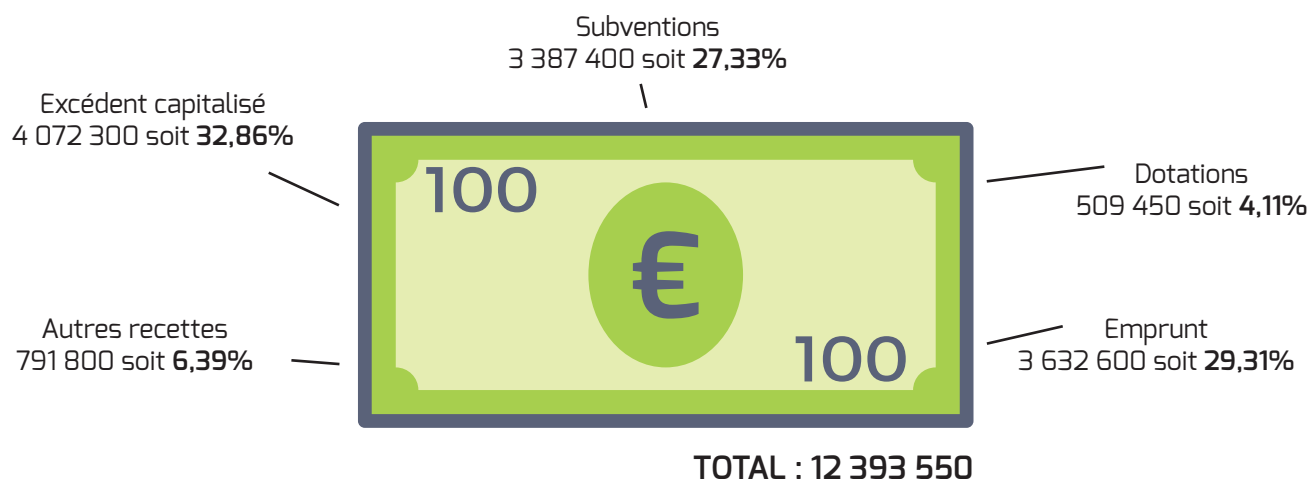 Subventions
3 387 400 soit 27,33%
Excédent capitalisé
4 072 300 soit 32,86%
Dotations
509 450 soit 4,11%
100
€
Autres recettes
791 800 soit 6,39%
Emprunt
3 632 600 soit 29,31%
100
TOTAL : 12 393 550